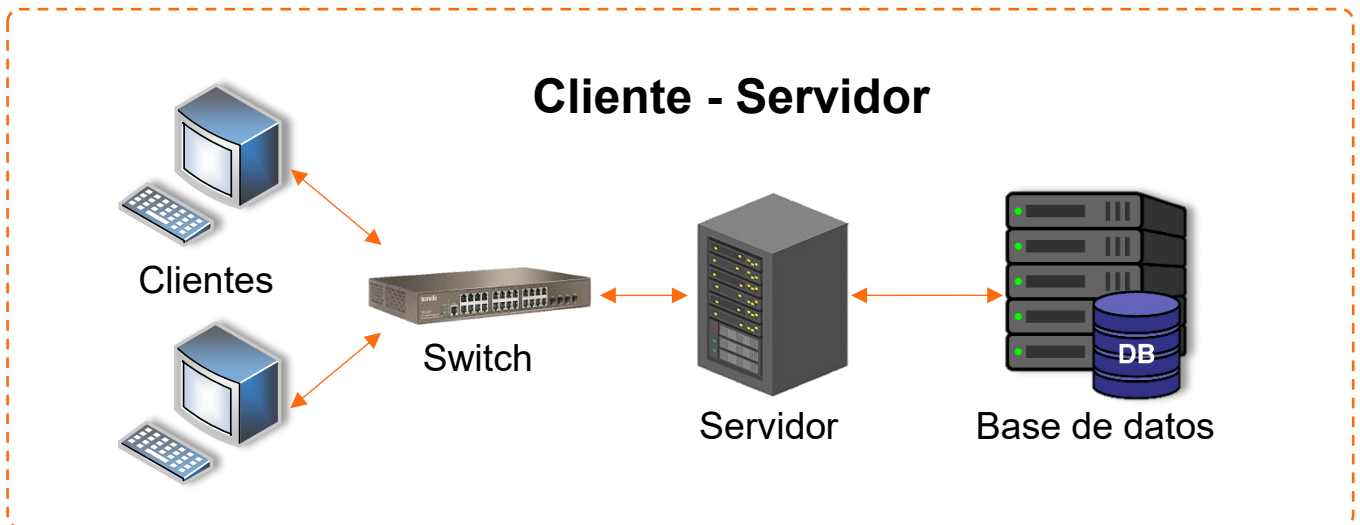 Cliente - Servidor
Clientes
Switch
Servidor
DB
Base de datos